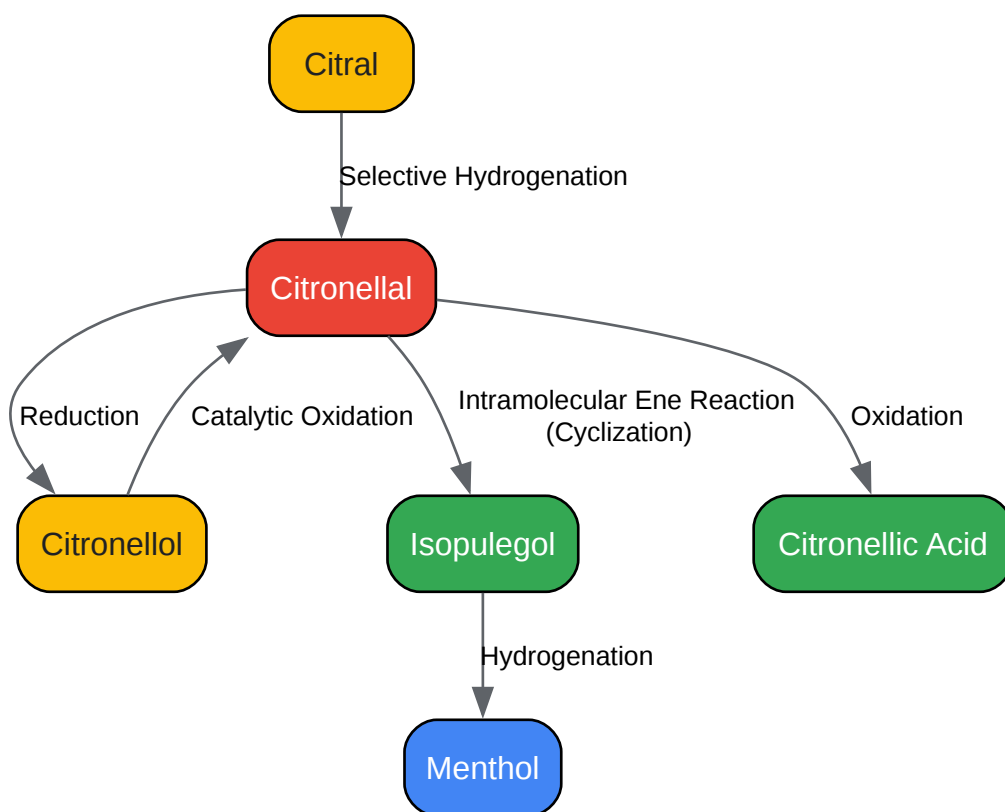 Citral
Selective Hydrogenation
Citronellal
Intramolecular Ene Reaction
(Cyclization)
Reduction
Catalytic Oxidation
Oxidation
Citronellol
Isopulegol
Citronellic Acid
Hydrogenation
Menthol